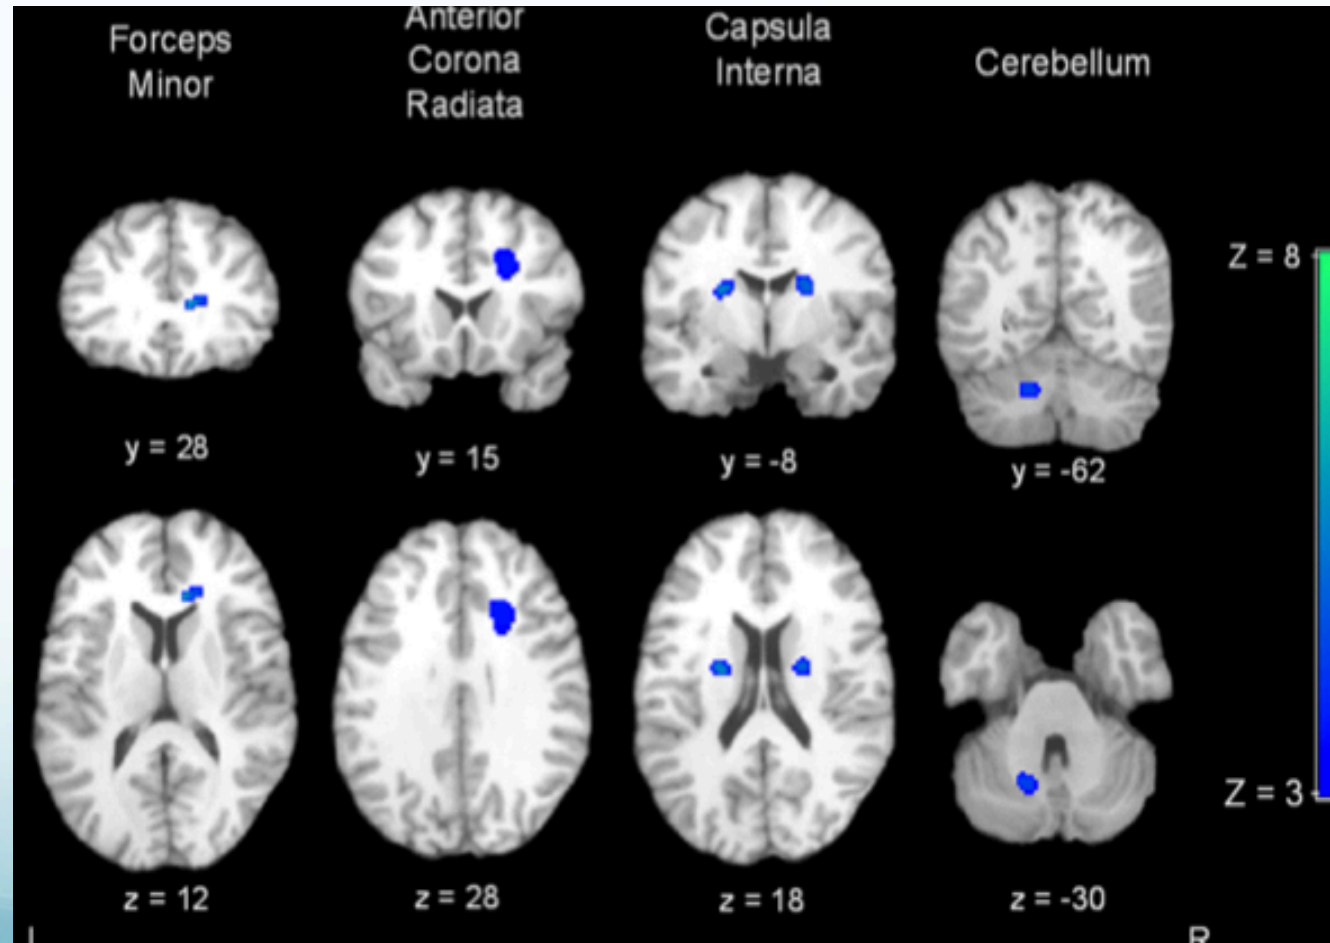 Forceps
Minor
Anterior
Corona
Radiata
Capsula
Interna
Cerebellum
Z = 8
y = 28
y = 15
y = -8
y = -62
Z = 3
z = 12
z = 28
z = 18
z = -30
L
R